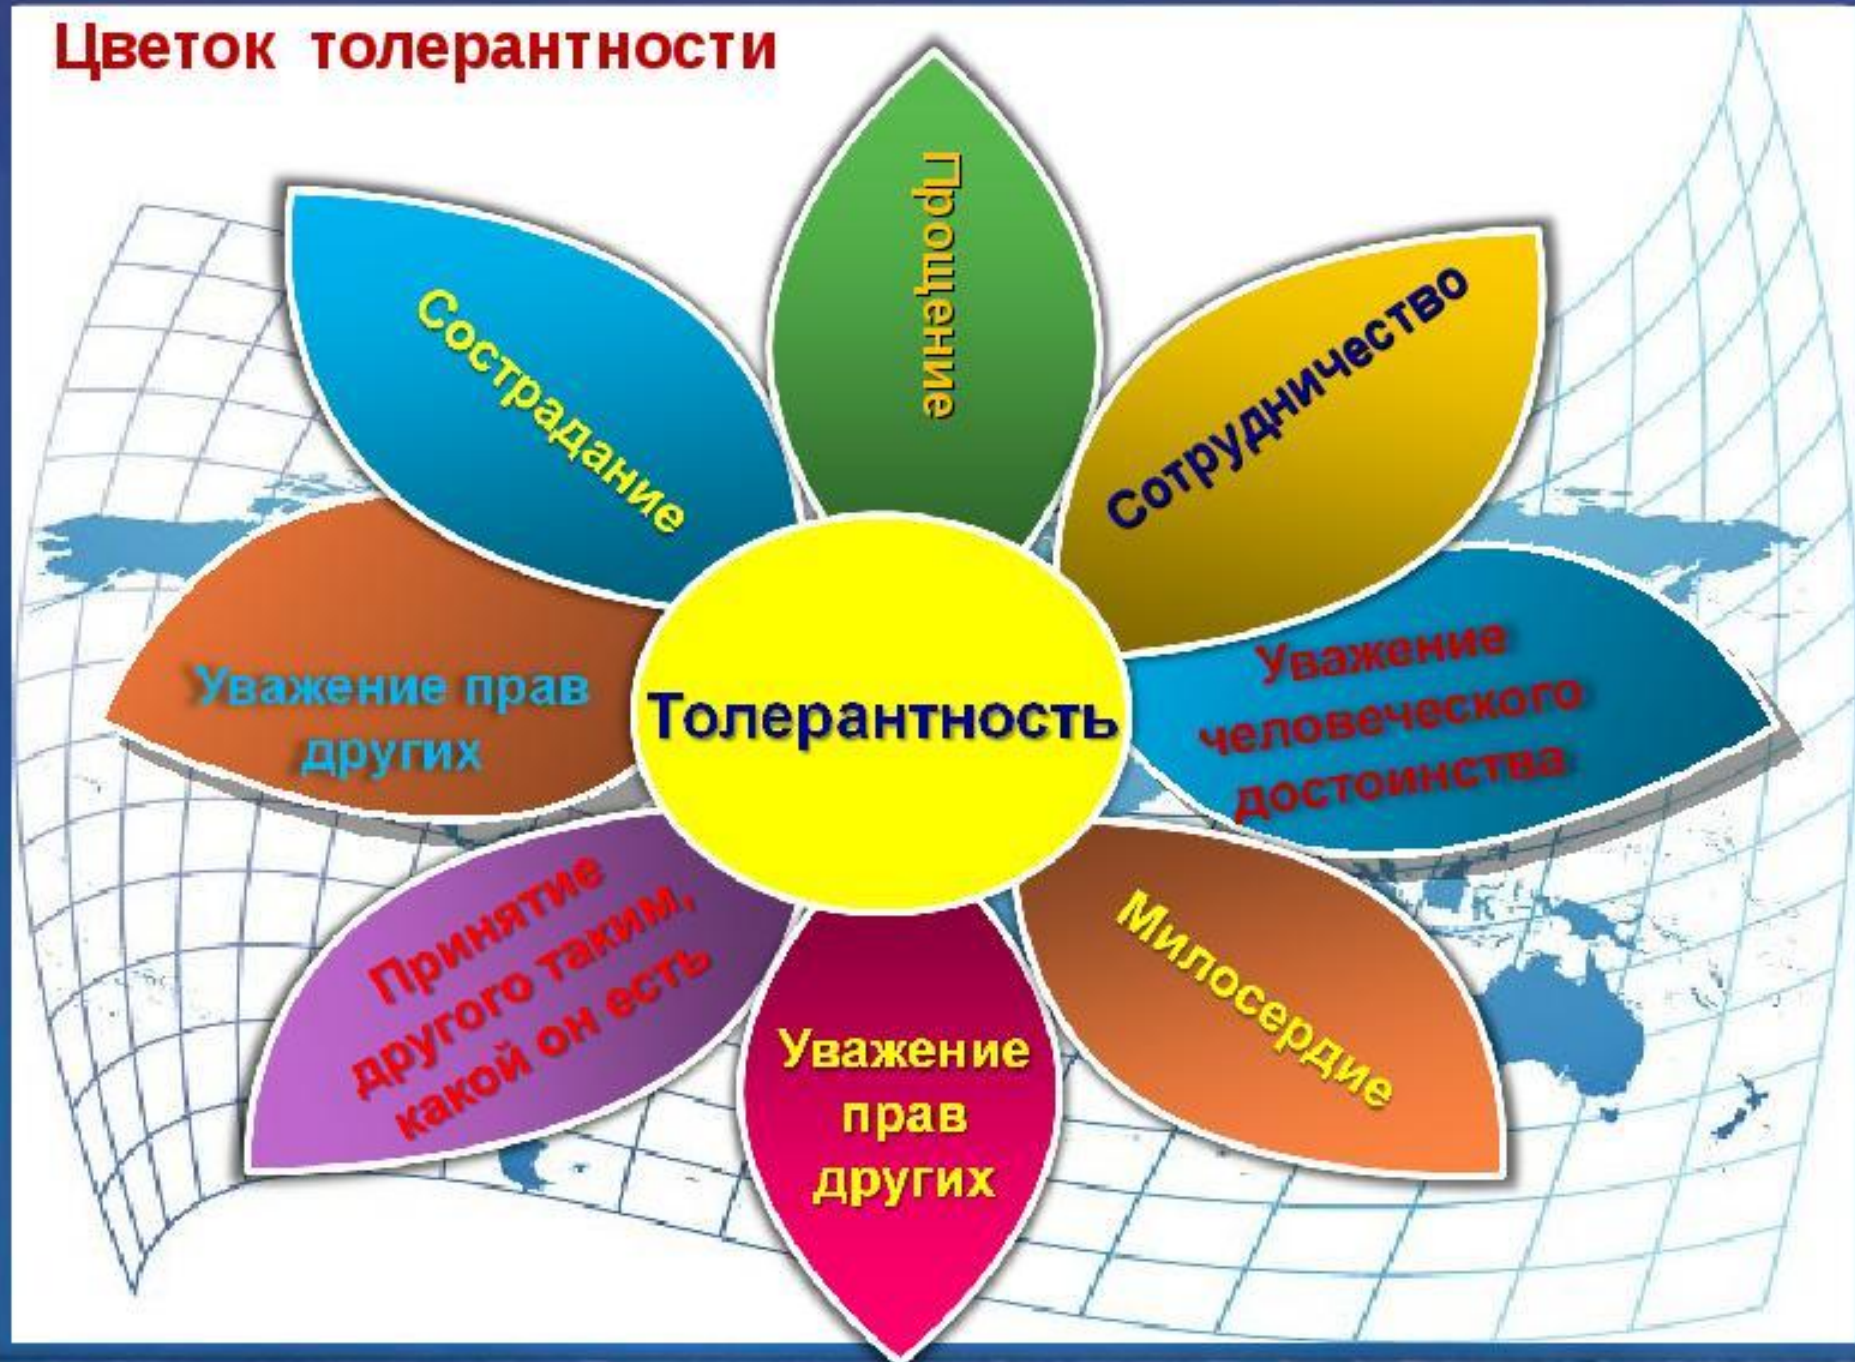 Цветок толерантности
Прощение
Сострадание
Сотрудничество
Уважение прав
других
Толерантность
Уважение
человеческого
достоинства
Принятие
другого таким,
какой он есть
Уважение
прав
других
Милосердие